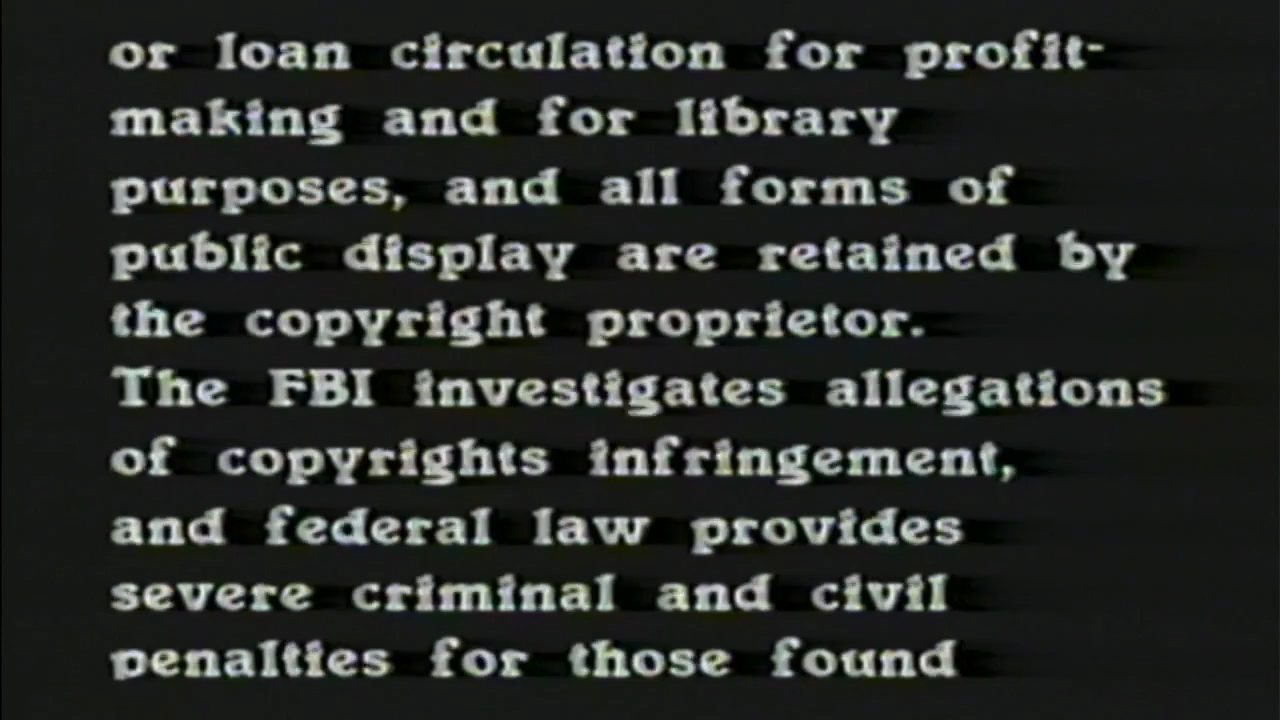 or loan circulation for profit-
making and for library
purposes, and all forms of
public display are retained by
the copyright proprietor.
The FBI investigates allegations
of copyrights infringement,
and federal law provides
severe criminal and civil
penalties for those found